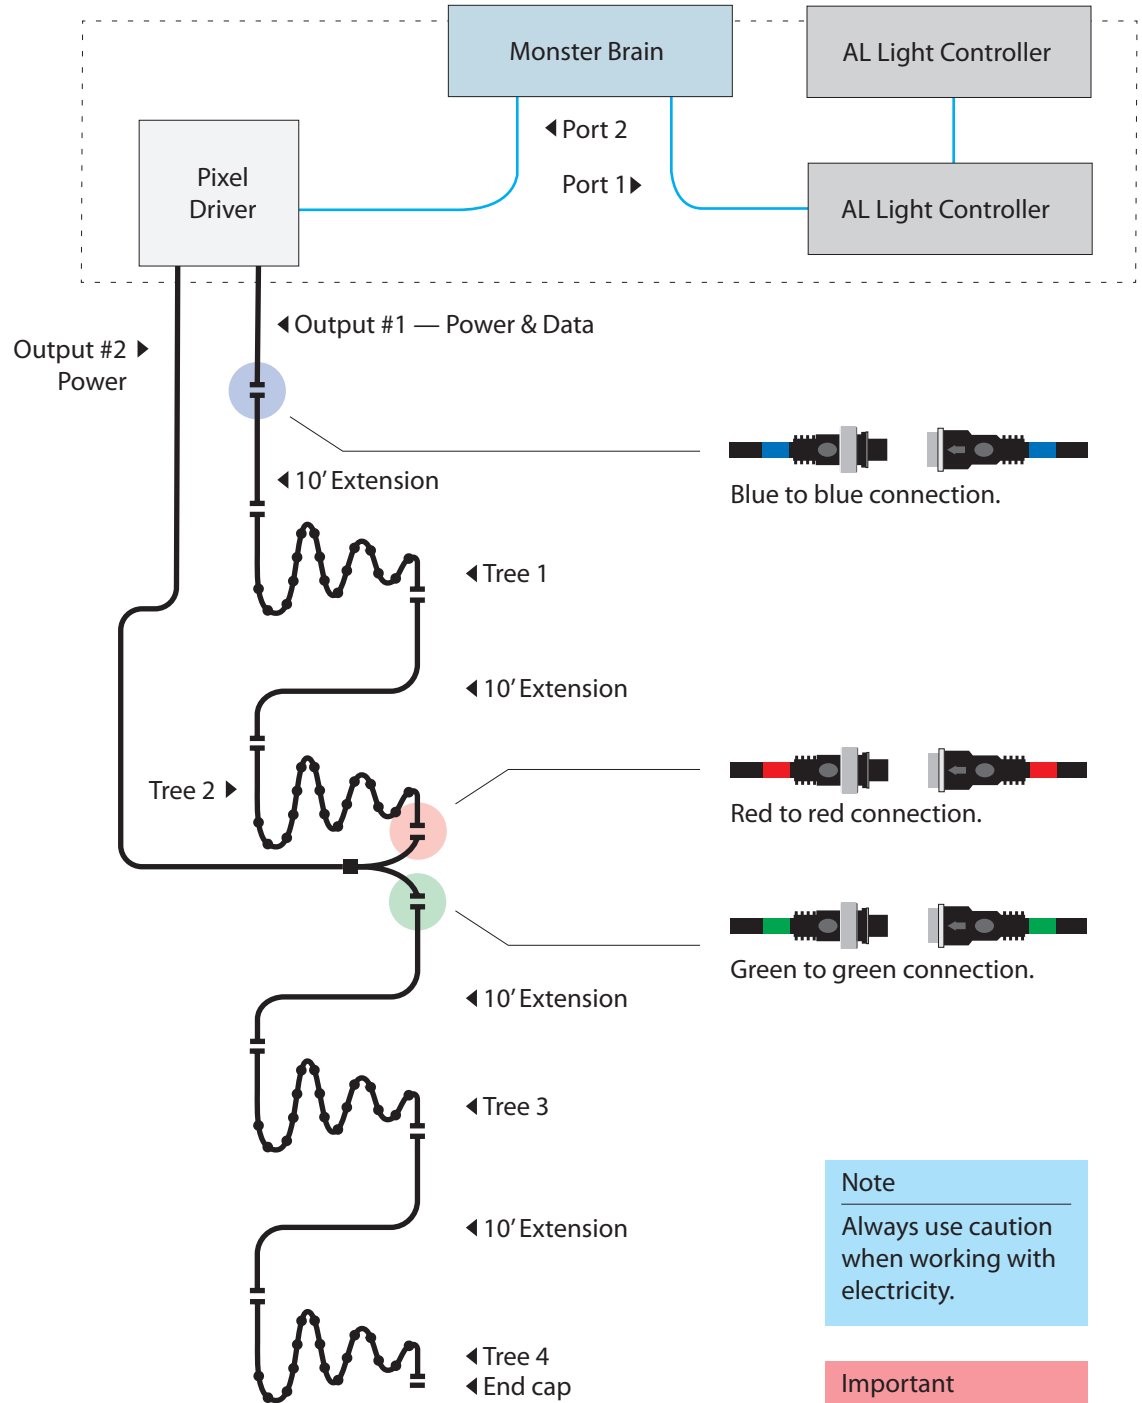 Monster Brain
AL Light Controller
Port 2
Port 1
Pixel
Driver
AL Light Controller
Output #1 — Power & Data
Output #2
Power
10’ Extension
Blue to blue connection.
Tree 1
10’ Extension
Tree 2
Red to red connection.
Green to green connection.
10’ Extension
Tree 3
10’ Extension
Note
Always use caution
when working with
electricity.
Tree 4
End cap
Important